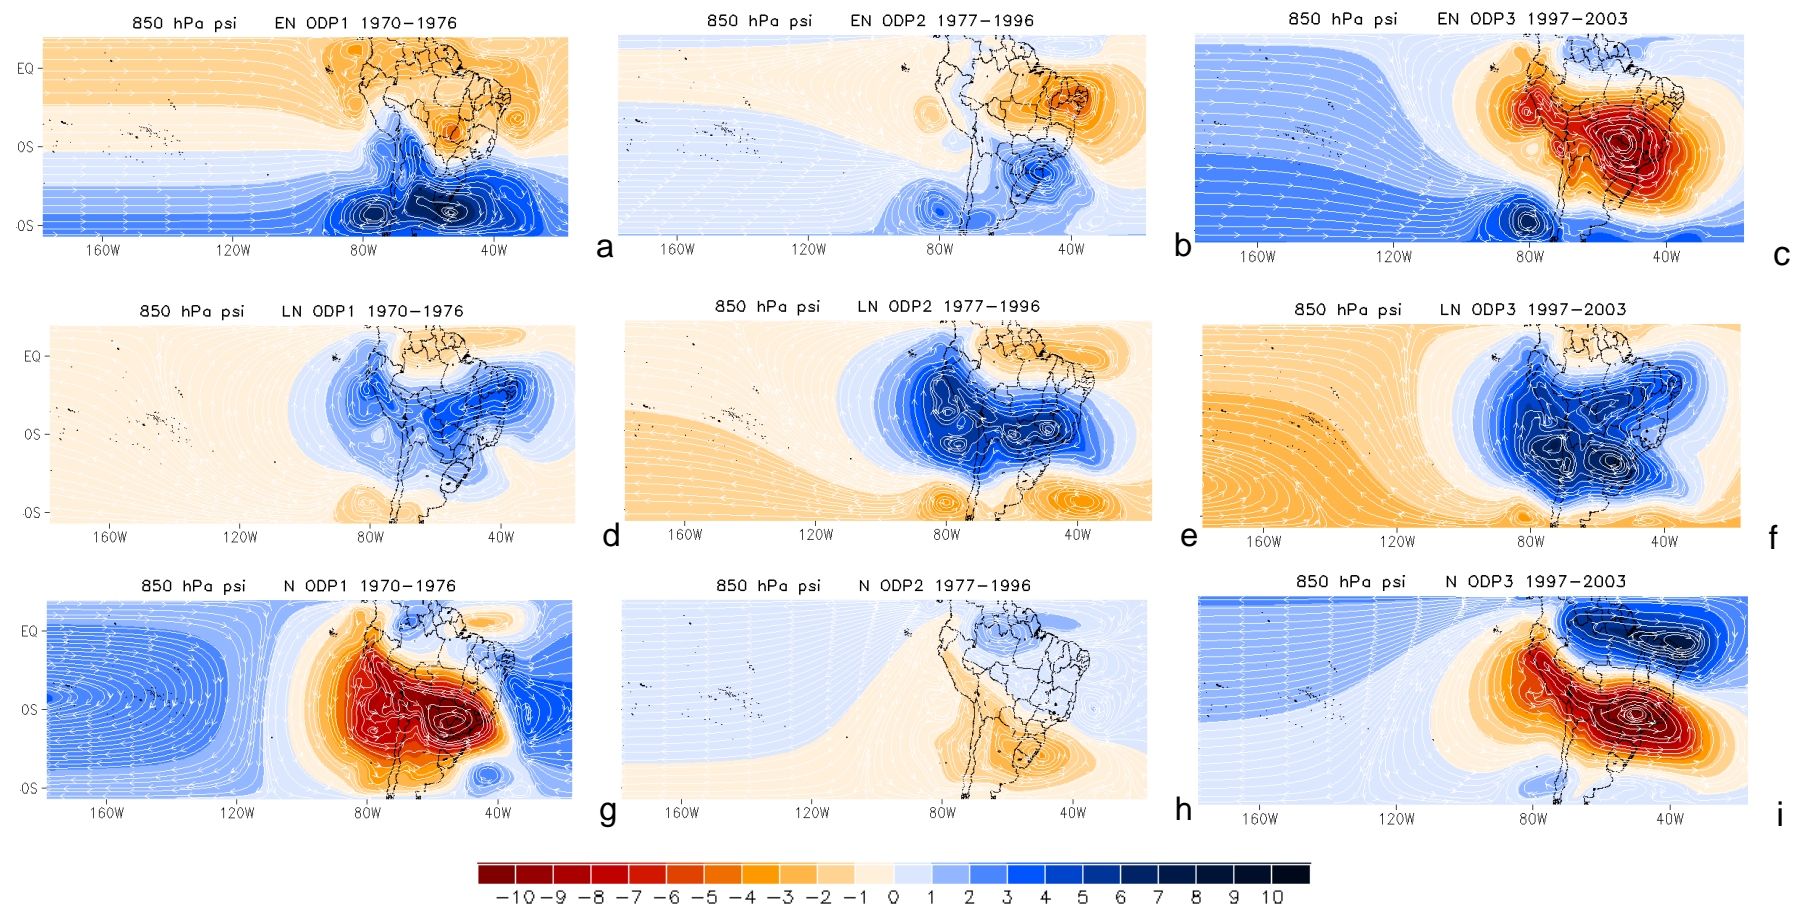 850 hPa psi EN ODP1 1970-1976
850 hPa psi EN ODP2 1977-1996
850 hPa psi EN ODP3 1997-2003
EQ
0S
0S
160W 120W 80W 40W
a
160W 120W 80W 40W
b
160W 120W 80W 40W
c
850 hPa psi LN ODP1 1970-1976
850 hPa psi LN ODP2 1977-1996
850 hPa psi LN ODP3 1997-2003
EQ
0S
0S
160W 120W 80W 40W
d
160W 120W 80W 40W
e
160W 120W 80W 40W
f
850 hPa psi N ODP1 1970-1976
850 hPa psi N ODP2 1977-1996
850 hPa psi N ODP3 1997-2003
EQ
0S
0S
160W 120W 80W 40W
g
160W 120W 80W 40W
h
160W 120W 80W 40W
i
-10 -9 -8 -7 -6 -5 -4 -3 -2 -1 0 1 2 3 4 5 6 7 8 9 10